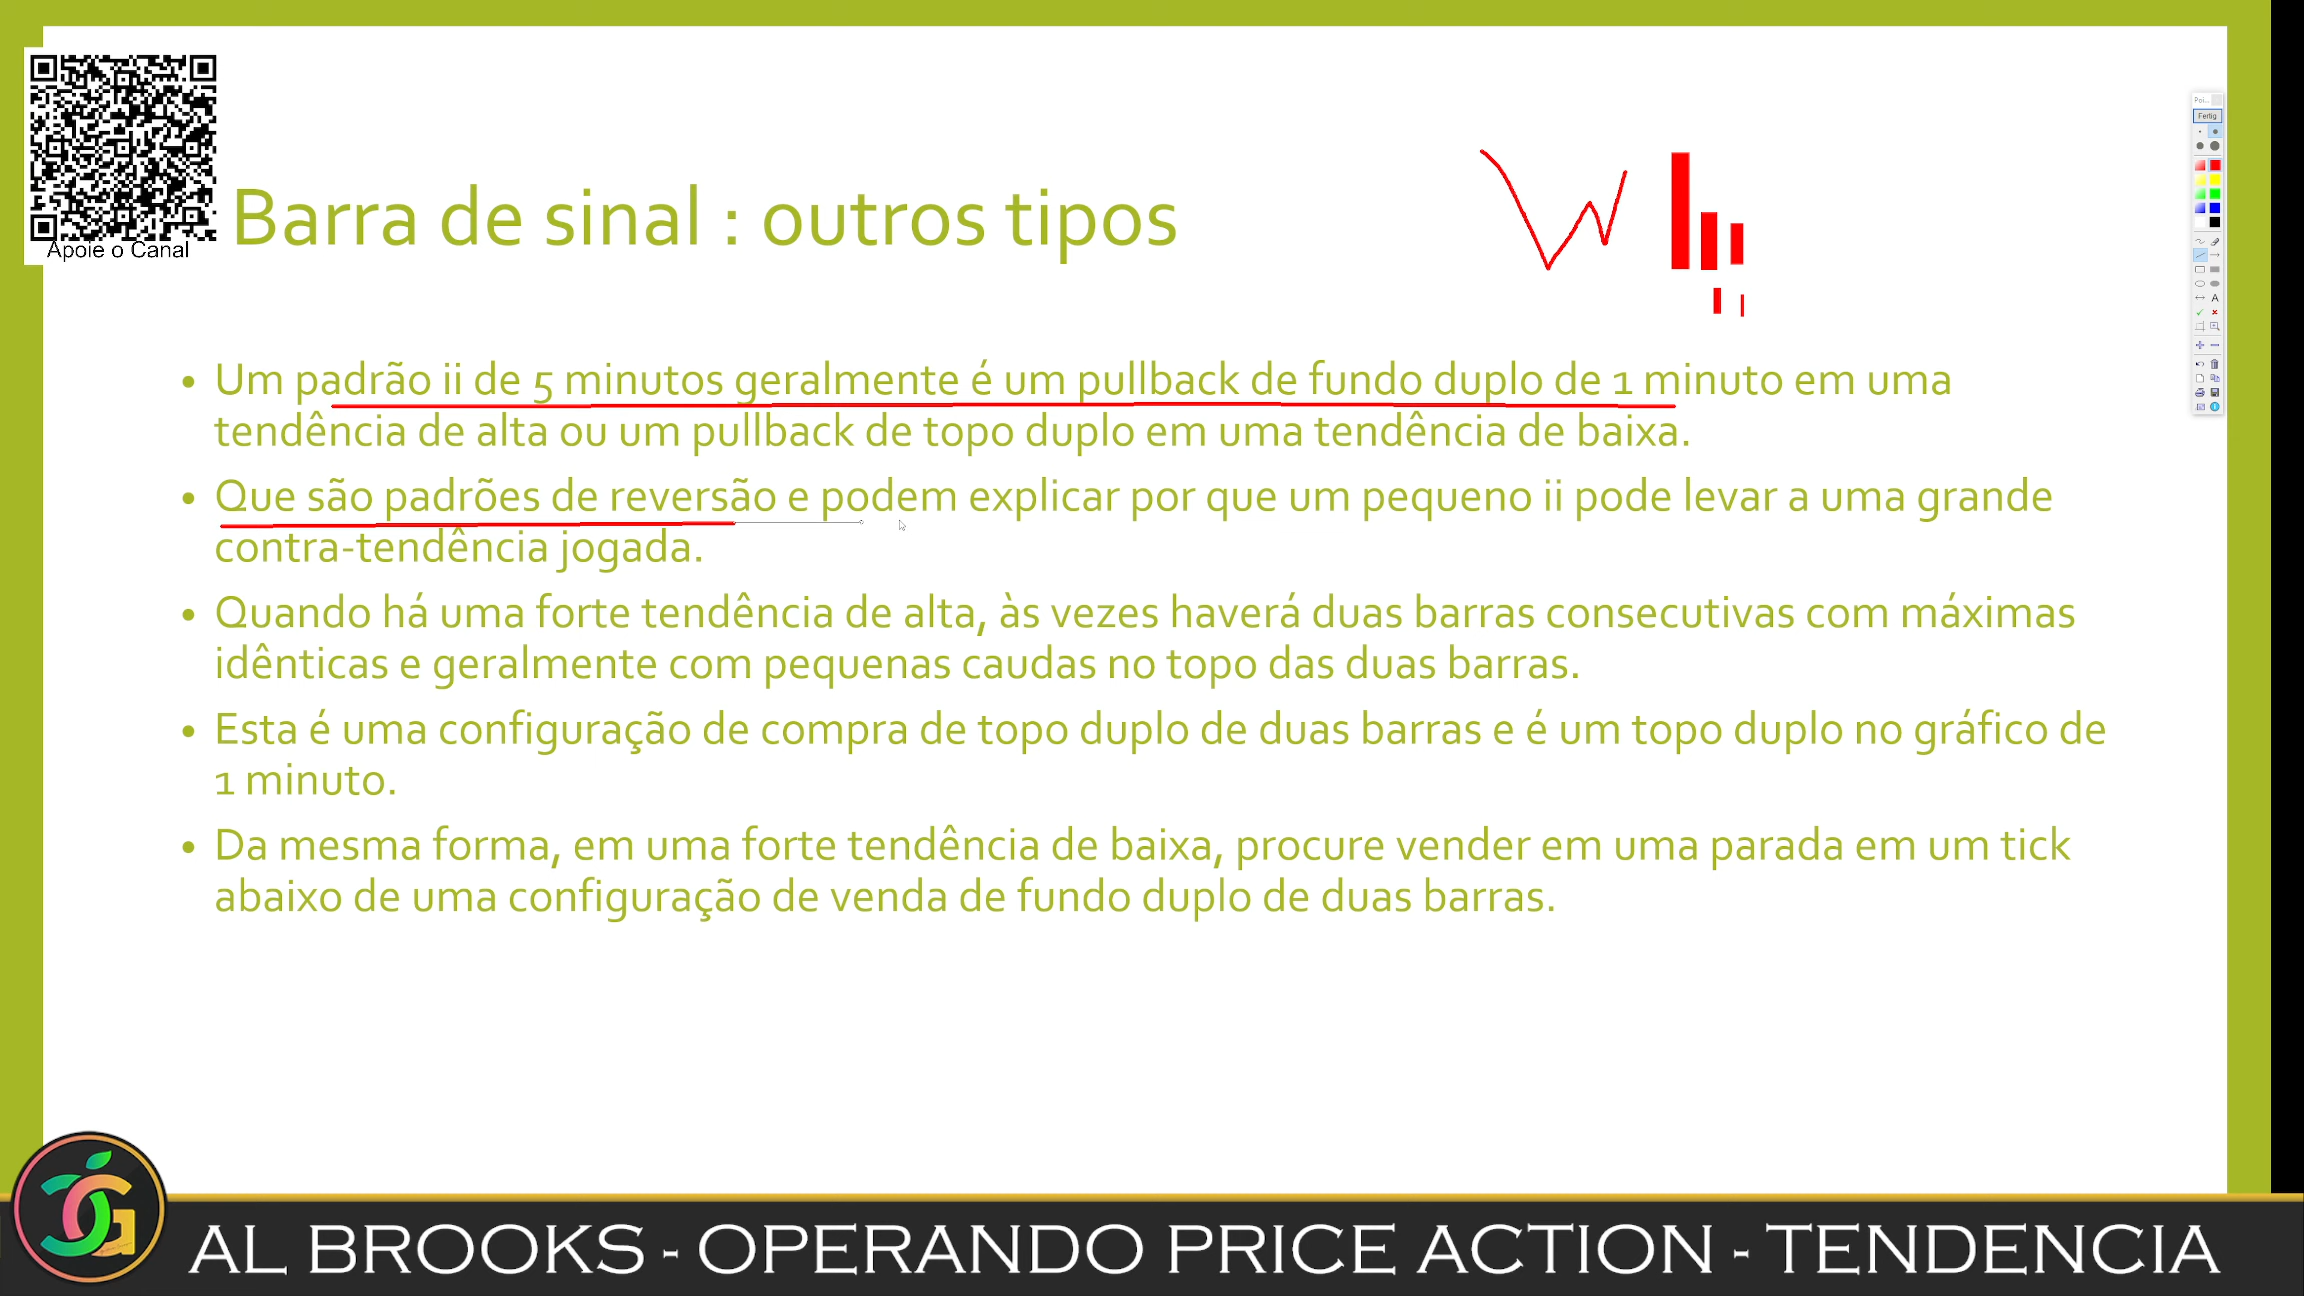 Apoie o Canal
Barra de sinal : outros tipos
Poi...
Fertig
A
• Um padrão ii de 5 minutos geralmente é um pullback de fundo duplo de 1 minuto em uma
tendência de alta ou um pullback de topo duplo em uma tendência de baixa.
• Que são padrões de reversão e podem explicar por que um pequeno ii pode levar a uma grande
contra-tendência jogada.
• Quando há uma forte tendência de alta, às vezes haverá duas barras consecutivas com máximas
idênticas e geralmente com pequenas caudas no topo das duas barras.
• Esta é uma configuração de compra de topo duplo de duas barras e é um topo duplo no gráfico de
1 minuto.
• Da mesma forma, em uma forte tendência de baixa, procure vender em uma parada em um tick
abaixo de uma configuração de venda de fundo duplo de duas barras.
AL BROOKS - OPERANDO PRICE ACTION - TENDENCIA